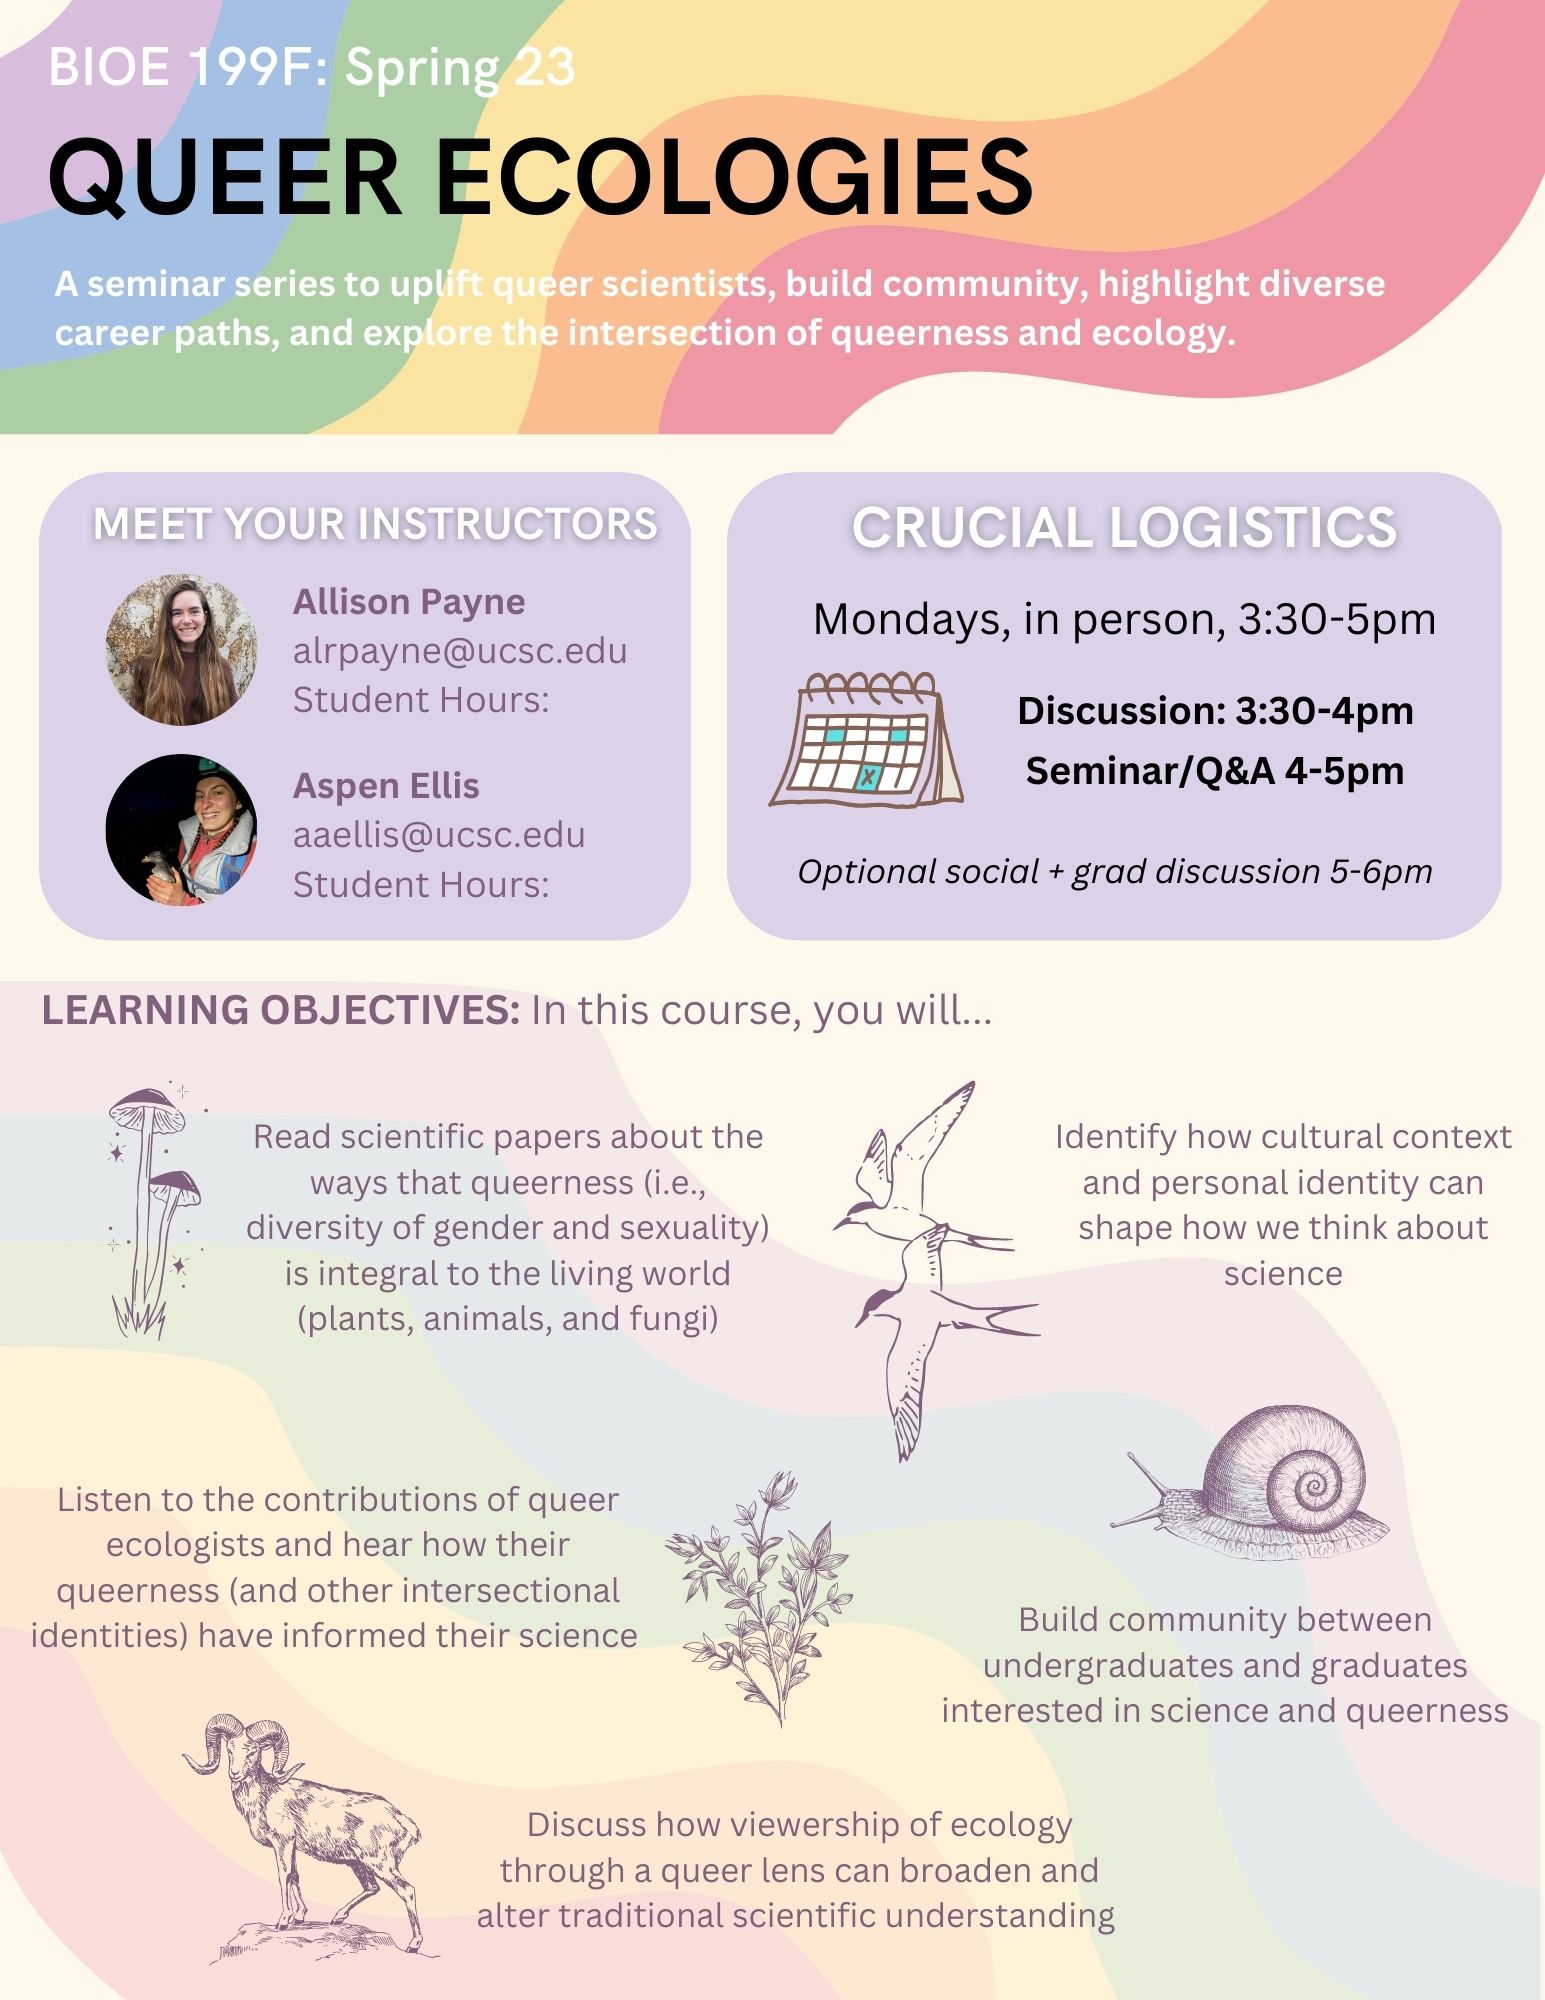 BIOE 199F: Spring 23
QUEER ECOLOGIES
A seminar series to uplift queer scientists, build community, highlight diverse
career paths, and explore the intersection of queerness and ecology.
MEET YOUR INSTRUCTORS
Allison Payne
alrpayne@ucsc.edu
Student Hours:
Aspen Ellis
aaellis@ucsc.edu
Student Hours:
CRUCIAL LOGISTICS
Mondays, in person, 3:30-5pm
Discussion: 3:30-4pm
Seminar/Q&A 4-5pm
Optional social + grad discussion 5-6pm
LEARNING OBJECTIVES: In this course, you will...
Read scientific papers about the
ways that queerness (i.e.,
diversity of gender and sexuality)
is integral to the living world
(plants, animals, and fungi)
Identify how cultural context
and personal identity can
shape how we think about
science
Listen to the contributions of queer
ecologists and hear how their
queerness (and other intersectional
identities) have informed their science
Build community between
undergraduates and graduates
interested in science and queerness
Discuss how viewership of ecology
through a queer lens can broaden and
alter traditional scientific understanding